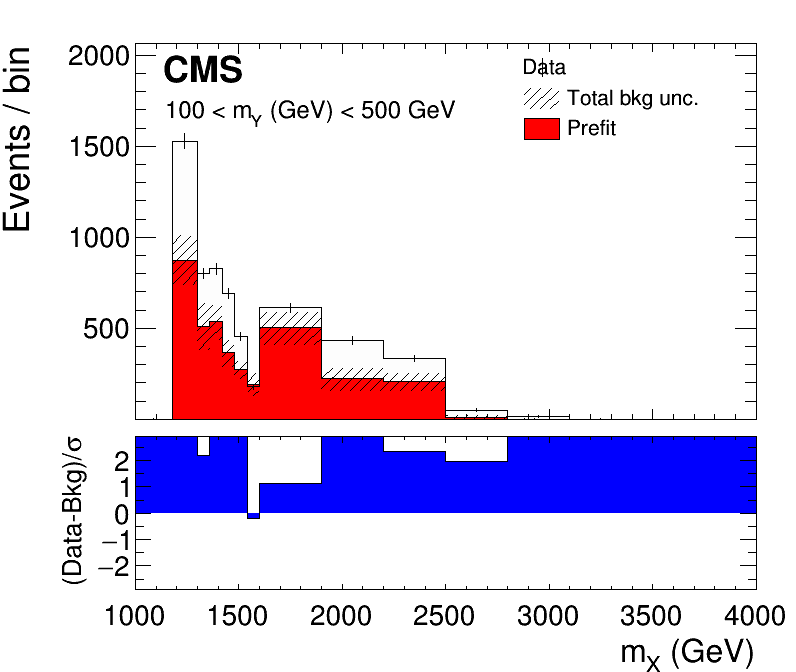 Events / bin
2000
1500
1000
500
CMS
100 < m_Y (GeV) < 500 GeV
Data
Total bkg unc.
Prefit
(Data-Bkg)/σ
2
1
0
−1
−2
1000 1500 2000 2500 3000 3500 4000
m_X (GeV)